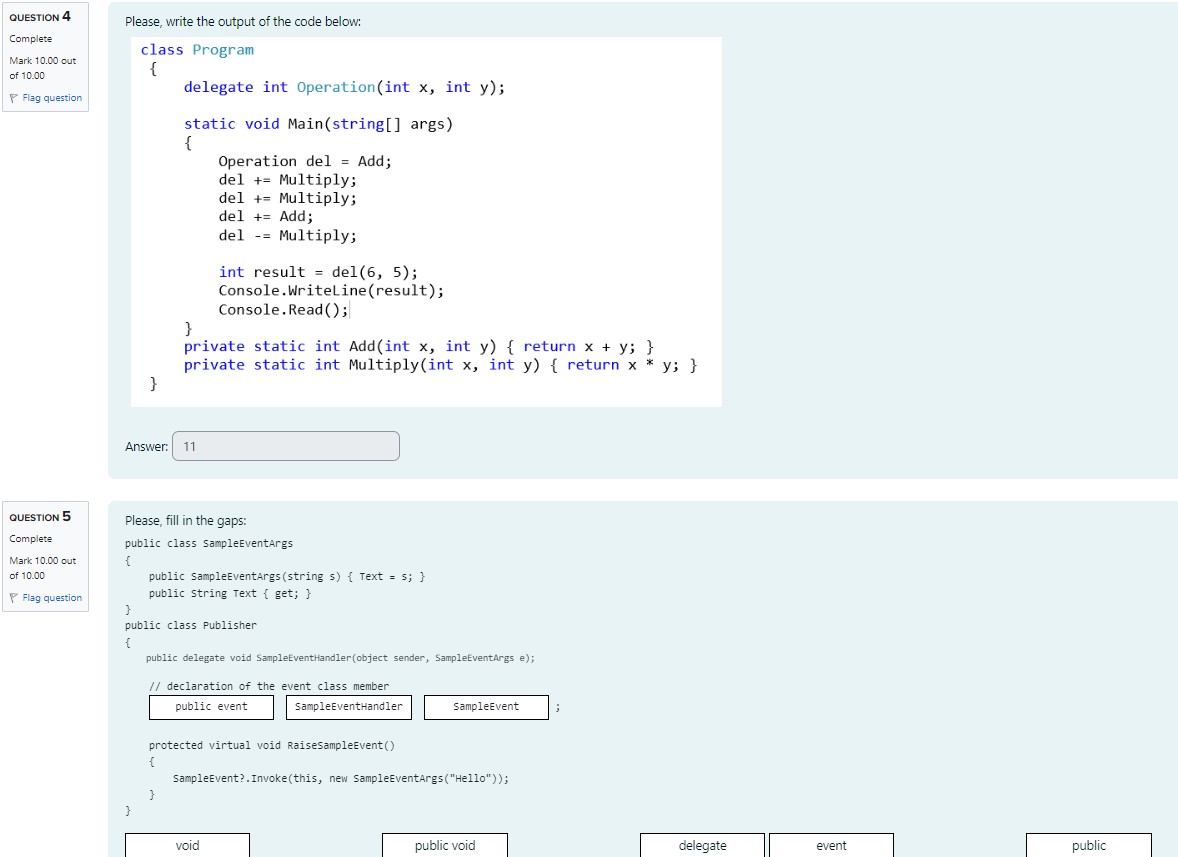 QUESTION 4
Complete
Mark 10.00 out
of 10.00
Flag question
Please, write the output of the code below:
class Program
{
delegate int Operation(int x, int y);
static void Main(string[] args)
{
Operation del = Add;
del += Multiply;
del += Multiply;
del += Add;
del -= Multiply;
int result = del(6, 5);
Console.WriteLine(result);
Console.Read();
}
private static int Add(int x, int y) { return x + y; }
private static int Multiply(int x, int y) { return x * y; }
}
Answer: 11
QUESTION 5
Complete
Mark 10.00 out
of 10.00
Flag question
Please, fill in the gaps:
public class SampleEventArgs
{
public SampleEventArgs(string s) { Text = s; }
public String Text { get; }
}
public class Publisher
{
public delegate void SampleEventHandler(object sender, SampleEventArgs e);
// declaration of the event class member
public event SampleEventHandler SampleEvent ;
protected virtual void RaiseSampleEvent()
{
SampleEvent?.Invoke(this, new SampleEventArgs("Hello"));
}
}
void public void delegate event public